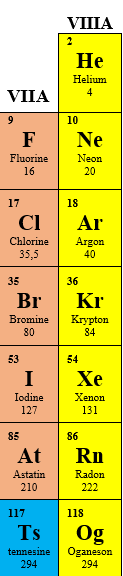 VIIIA
2
He
Helium
4
VIIA
9
F
Fluorine
16
10
Ne
Neon
20
17
Cl
Chlorine
35,5
18
Ar
Argon
40
35
Br
Bromine
80
36
Kr
Krypton
84
53
I
Iodine
127
54
Xe
Xenon
131
85
At
Astatin
210
86
Rn
Radon
222
117
Ts
tennesine
294
118
Og
Oganeson
294